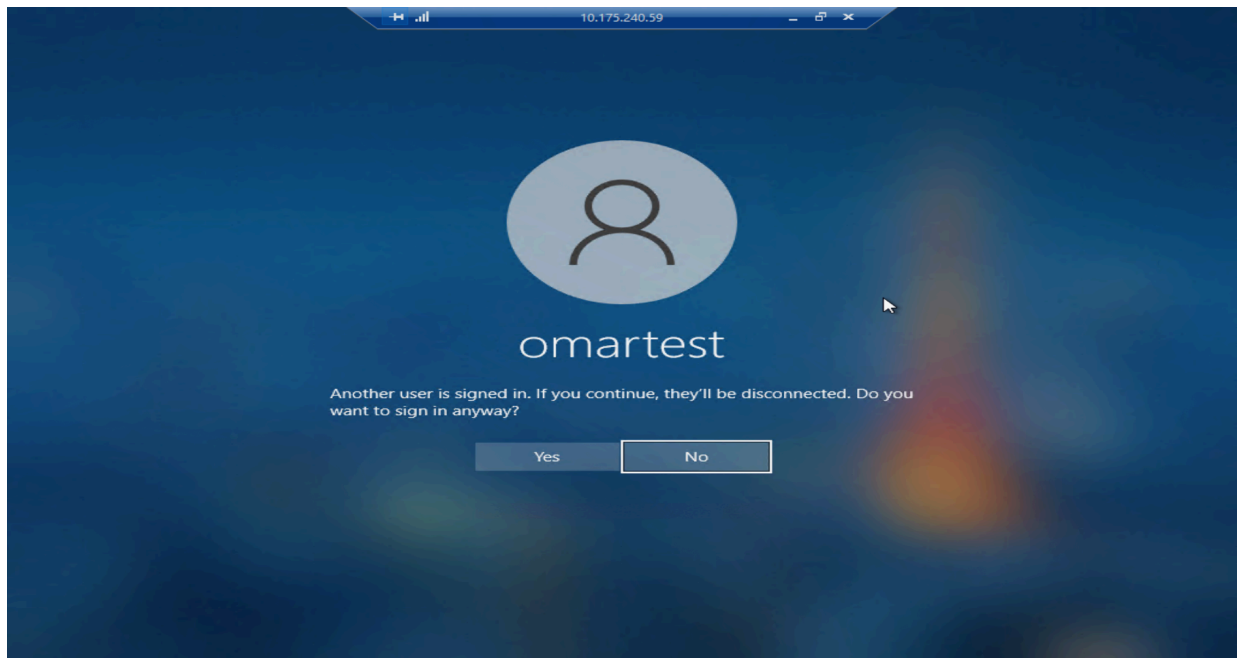 10.175.240.59
omartest
Another user is signed in. If you continue, they'll be disconnected. Do you
want to sign in anyway?
Yes No